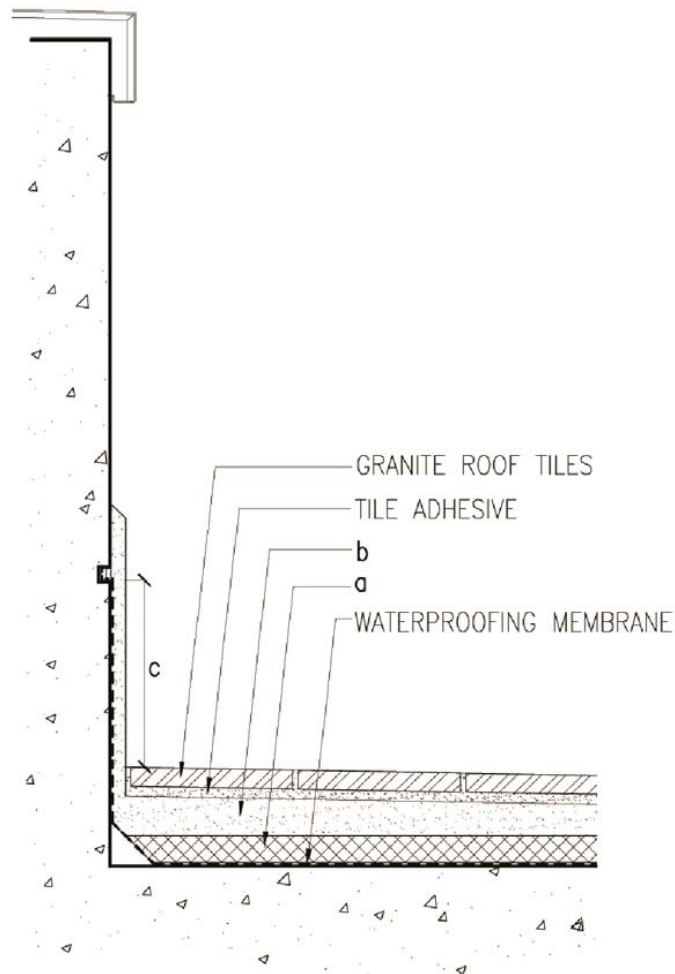 GRANITE ROOF TILES
TILE ADHESIVE
b
a
WATERPROOFING MEMBRANE
c